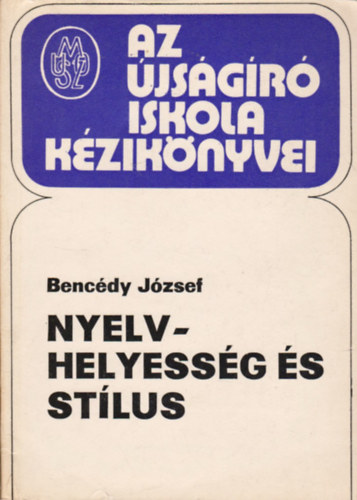 AZ
ÚJSÁGÍRÓ
ISKOLA
KÉZIKÖNYVEI
Bencédy József
NYELV-
HELYESSÉG ÉS
STÍLUS